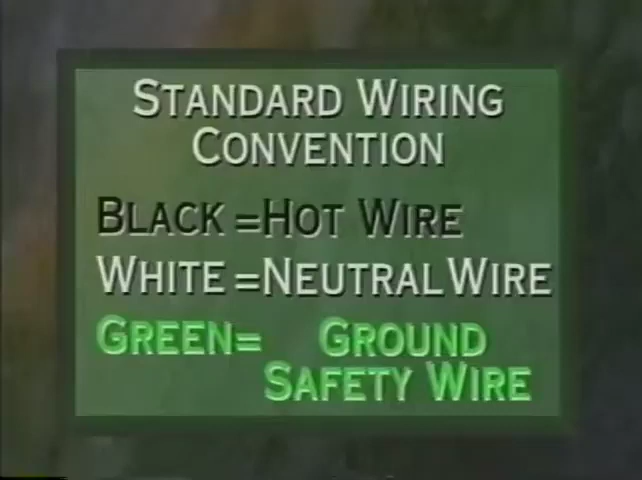 STANDARD WIRING
CONVENTION
BLACK = HOT WIRE
WHITE = NEUTRAL WIRE
GREEN = GROUND
SAFETY WIRE